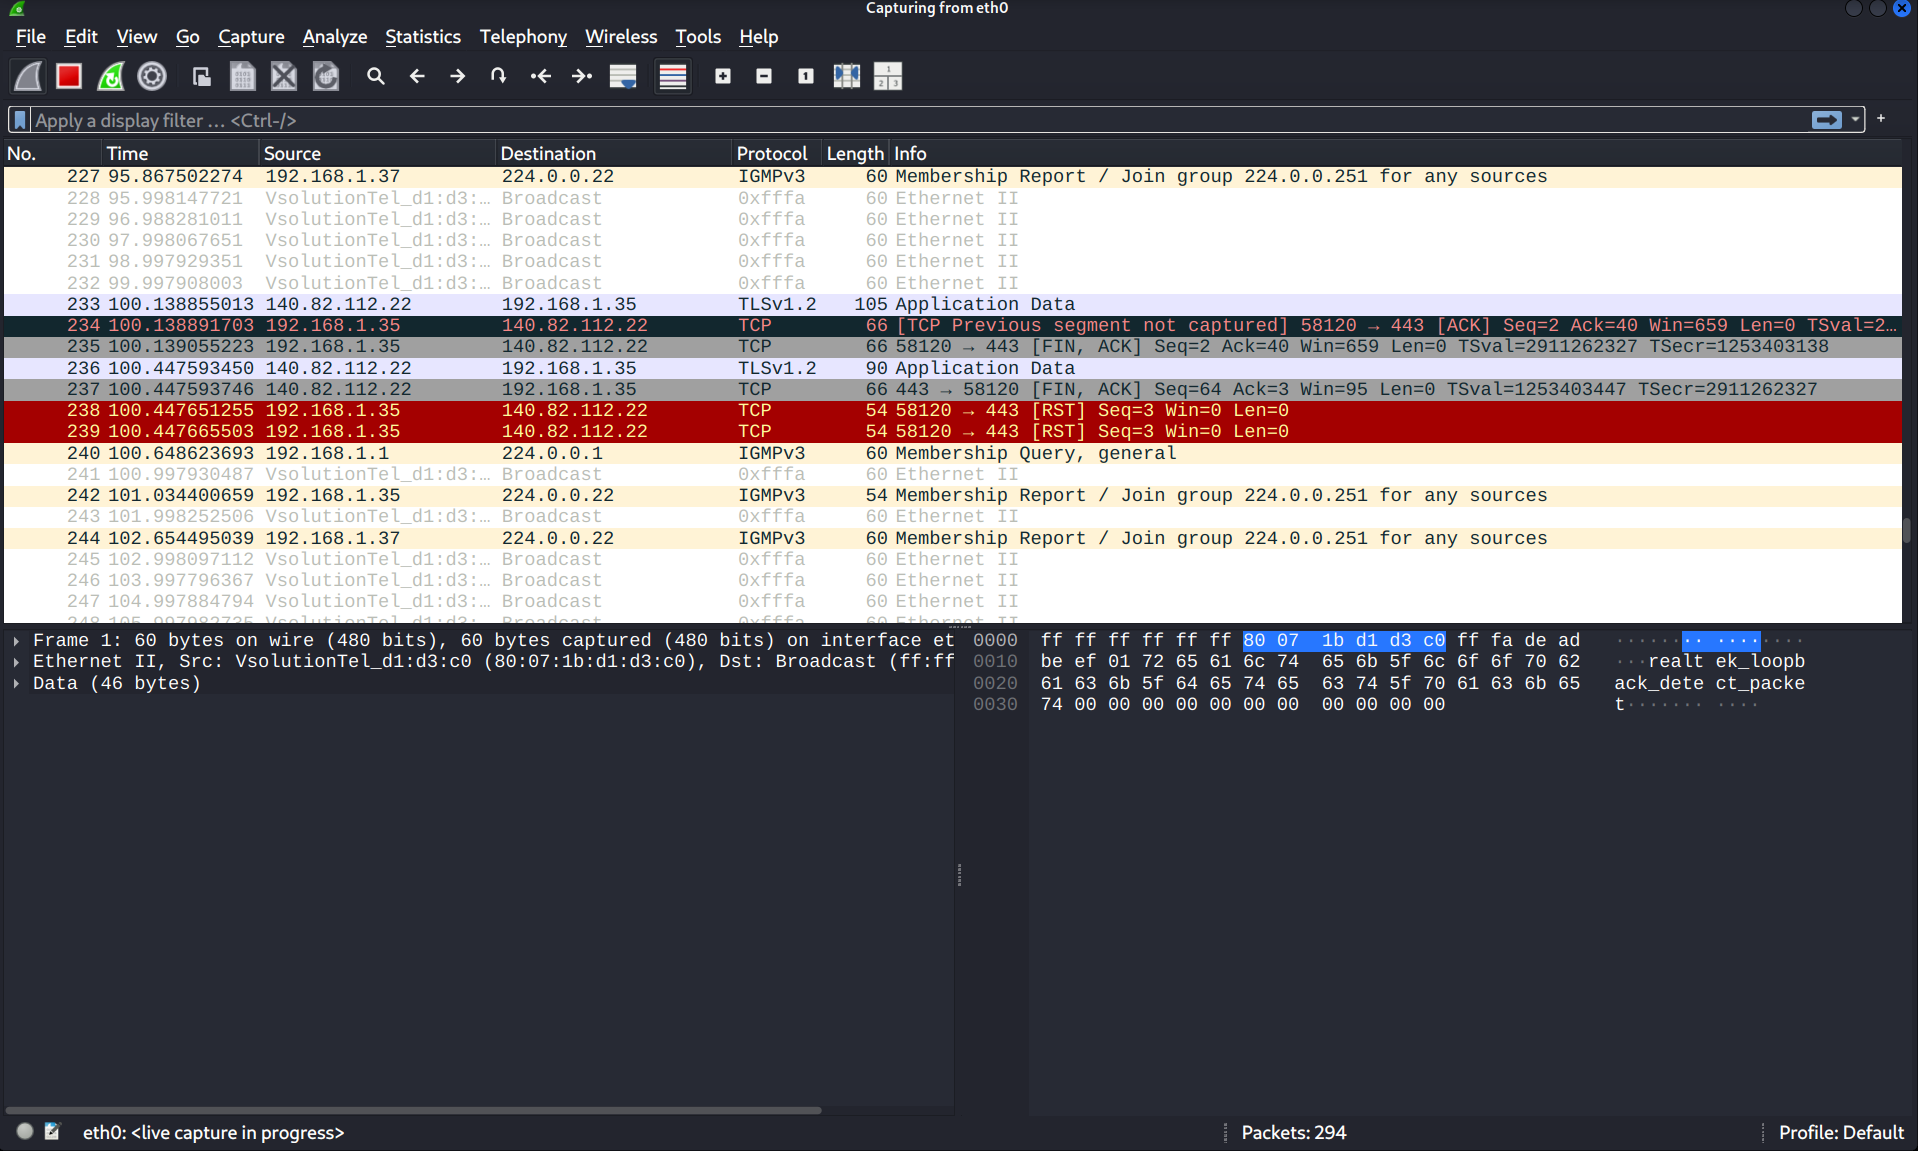 Capturing from eth0
File Edit View Go Capture Analyze Statistics Telephony Wireless Tools Help
Apply a display filter … <Ctrl-/>
No. Time Source Destination Protocol Length Info
227 95.867502274 192.168.1.37 224.0.0.22 IGMPv3 60 Membership Report / Join group 224.0.0.251 for any sources
228 95.998147721 VsolutionTel_d1:d3:… Broadcast 0xfffa 60 Ethernet II
229 96.988281011 VsolutionTel_d1:d3:… Broadcast 0xfffa 60 Ethernet II
230 97.998067651 VsolutionTel_d1:d3:… Broadcast 0xfffa 60 Ethernet II
231 98.997929351 VsolutionTel_d1:d3:… Broadcast 0xfffa 60 Ethernet II
232 99.997908003 VsolutionTel_d1:d3:… Broadcast 0xfffa 60 Ethernet II
233 100.138855013 140.82.112.22 192.168.1.35 TLSv1.2 105 Application Data
234 100.138891703 192.168.1.35 140.82.112.22 TCP 66 [TCP Previous segment not captured] 58120 → 443 [ACK] Seq=2 Ack=40 Win=659 Len=0 TSval=2…
235 100.139055223 192.168.1.35 140.82.112.22 TCP 66 58120 → 443 [FIN, ACK] Seq=2 Ack=40 Win=659 Len=0 TSval=2911262327 TSecr=1253403138
236 100.447593450 140.82.112.22 192.168.1.35 TLSv1.2 90 Application Data
237 100.447593746 140.82.112.22 192.168.1.35 TCP 66 443 → 58120 [FIN, ACK] Seq=64 Ack=3 Win=95 Len=0 TSval=1253403447 TSecr=2911262327
238 100.447651255 192.168.1.35 140.82.112.22 TCP 54 58120 → 443 [RST] Seq=3 Win=0 Len=0
239 100.447665503 192.168.1.35 140.82.112.22 TCP 54 58120 → 443 [RST] Seq=3 Win=0 Len=0
240 100.648623693 192.168.1.1 224.0.0.1 IGMPv3 60 Membership Query, general
241 100.997930487 VsolutionTel_d1:d3:… Broadcast 0xfffa 60 Ethernet II
242 101.034400659 192.168.1.35 224.0.0.22 IGMPv3 54 Membership Report / Join group 224.0.0.251 for any sources
243 101.998252506 VsolutionTel_d1:d3:… Broadcast 0xfffa 60 Ethernet II
244 102.654495039 192.168.1.37 224.0.0.22 IGMPv3 60 Membership Report / Join group 224.0.0.251 for any sources
245 102.998097112 VsolutionTel_d1:d3:… Broadcast 0xfffa 60 Ethernet II
246 103.997796367 VsolutionTel_d1:d3:… Broadcast 0xfffa 60 Ethernet II
247 104.997884794 VsolutionTel_d1:d3:… Broadcast 0xfffa 60 Ethernet II
Frame 1: 60 bytes on wire (480 bits), 60 bytes captured (480 bits) on interface et
Ethernet II, Src: VsolutionTel_d1:d3:c0 (80:07:1b:d1:d3:c0), Dst: Broadcast (ff:ff
Data (46 bytes)
0000 ff ff ff ff ff ff 80 07 1b d1 d3 c0 ff fa de ad ········ ········
0010 be ef 01 72 65 61 6c 74 65 6b 5f 6c 6f 6f 70 62 ···realt ek_loopb
0020 61 63 6b 5f 64 65 74 65 63 74 5f 70 61 63 6b 65 ack_dete ct_packe
0030 74 00 00 00 00 00 00 00 00 00 00 00 t······· ····
eth0: <live capture in progress>
Packets: 294
Profile: Default